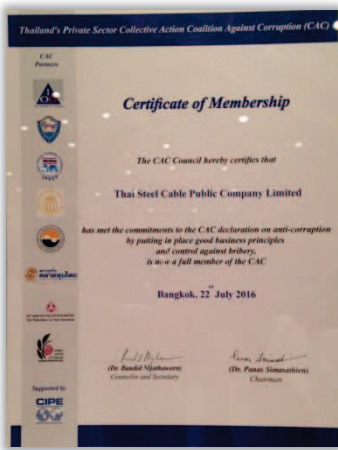 Thailand's Private Sector Collective Action Coalition Against Corruption (CAC)
CAC
Partners
Certificate of Membership
The CAC Council hereby certifies that
Thai Steel Cable Public Company Limited
has met the commitments to the CAC declaration on anti-corruption
by putting in place good business principles
and control against bribery,
is now a full member of the CAC
Bangkok, 22 July 2016
(Dr. Bandid Nijathaworn)
Councilor and Secretary
(Dr. Panas Simasathien)
Chairman
Supported by
CIPE